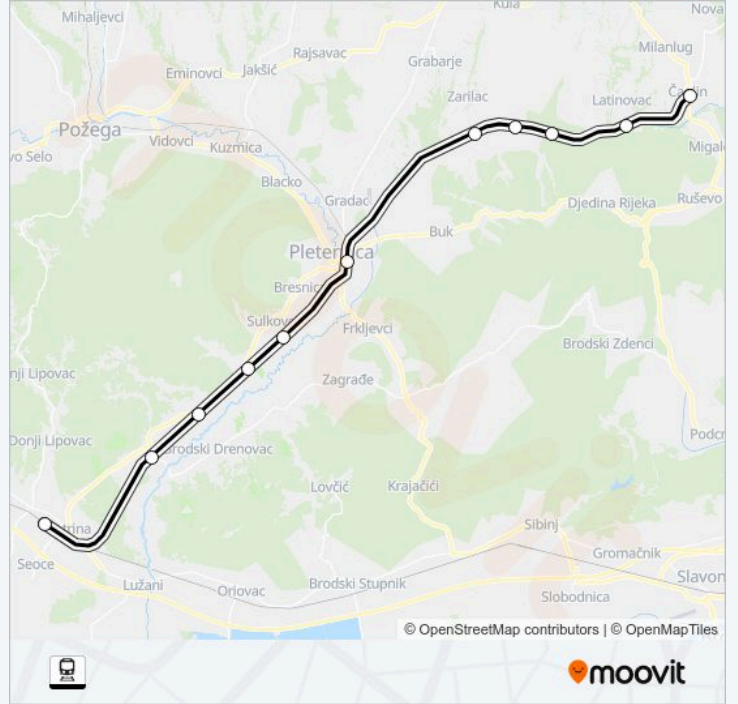 Kula
Nova
Mihaljevci
Rajsavac
Milanlug
Grabarje
Jakšić
Eminovci
Zarilac
Latinovac
Požega
Vidovci
Kuzmica
Migal
vo Selo
Blacko
Gradac
Djedina Rijeka
Ruševo
Buk
Pleternica
Bresnic
Sulkov
Frkljevci
Brodski Zdenci
nji Lipovac
Zagrađe
Donji Lipovac
rodski Drenovac
Podcr
Lovčić
Krajačići
Sibinj
trina
Gromačnik
Seoce
Lužani
Oriovac
Brodski Stupnik
Slavon
Slobodnica
© OpenStreetMap contributors | © OpenMapTiles
moovit